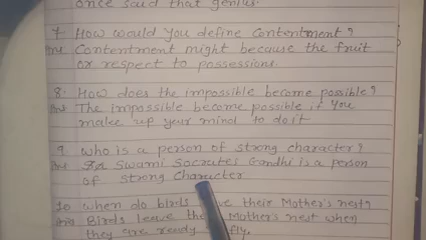 once said that genius.
7. How would you define contentment?
Ans Contentment might because the fruit
or respect to possessions.
8. How does the impossible become possible?
Ans The impossible become possible if you
make up your mind to do it
9. who is a person of strong character?
Ans Swami Socrates Gandhi is a person
of strong character
10. when do birds their Mother's nest?
Ans Birds leave Mother's nest when
they are ready fly.